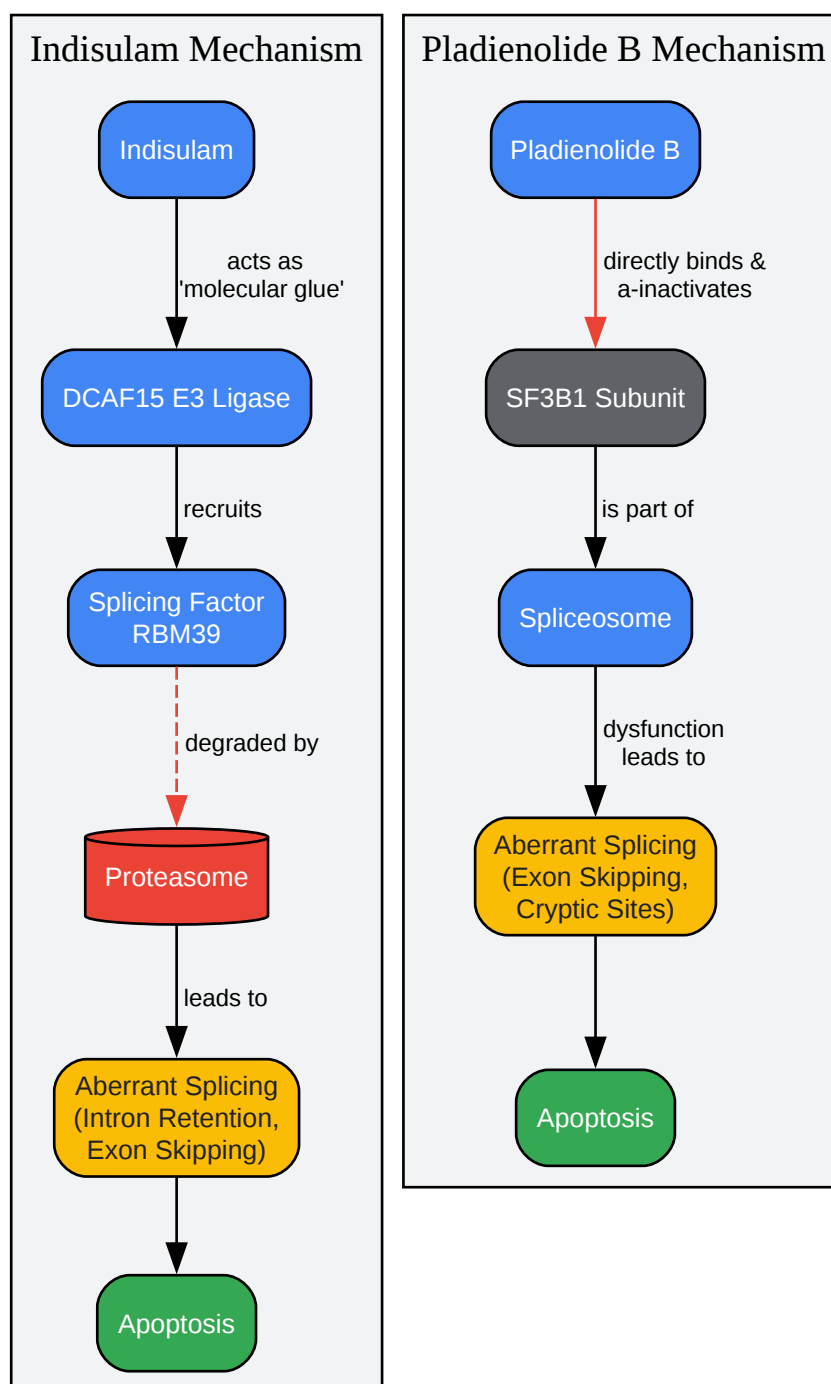 Indisulam Mechanism
Indisulam
acts as
'molecular glue'
DCAF15 E3 Ligase
recruits
Splicing Factor
RBM39
degraded by
Proteasome
leads to
Aberrant Splicing
(Intron Retention,
Exon Skipping)
Apoptosis
Pladienolide B Mechanism
Pladienolide B
directly binds &
a-inactivates
SF3B1 Subunit
is part of
Spliceosome
dysfunction
leads to
Aberrant Splicing
(Exon Skipping,
Cryptic Sites)
Apoptosis